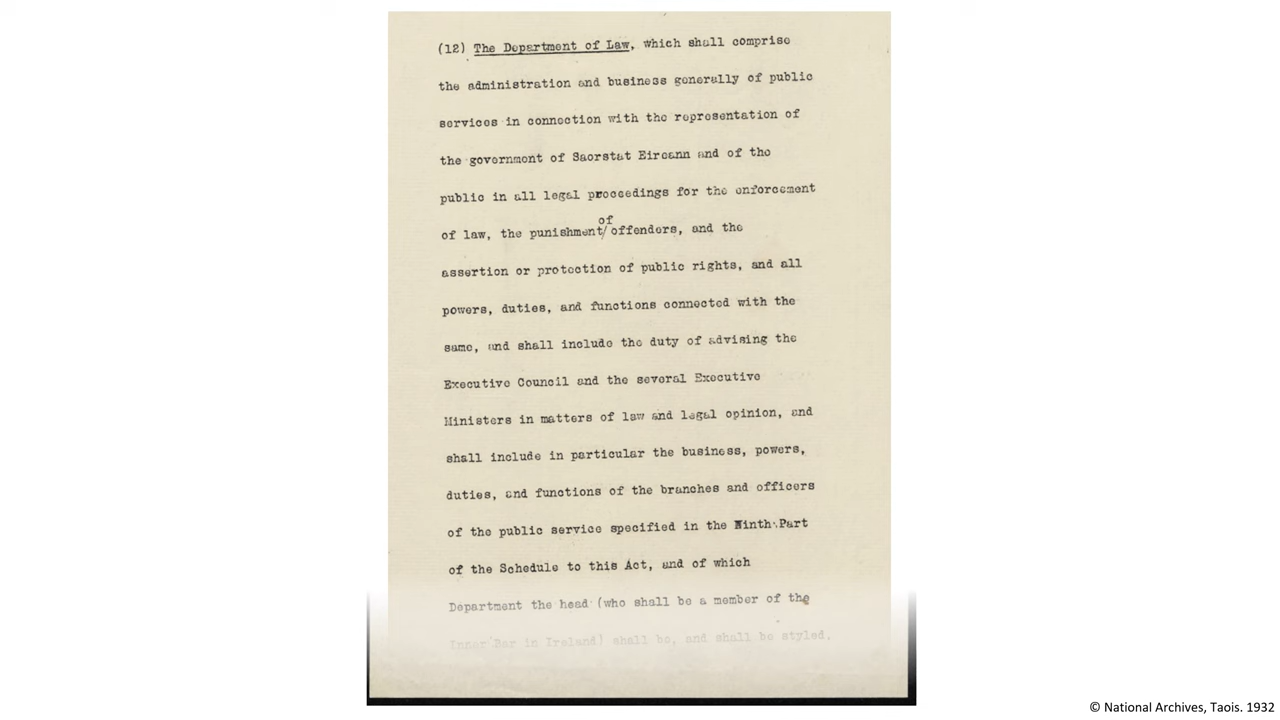 (12) The Department of Law, which shall comprise
the administration and business generally of public
services in connection with the representation of
the government of Saorstat Eireann and of the
public in all legal proceedings for the enforcement
of
of law, the punishment/ offenders, and the
assertion or protection of public rights, and all
powers, duties, and functions connected with the
same, and shall include the duty of advising the
Executive Council and the several Executive
Ministers in matters of law and legal opinion, and
shall include in particular the business, powers,
duties, and functions of the branches and officers
of the public service specified in the Ninth Part
of the Schedule to this Act, and of which
Department the head (who shall be a member of the
Inner Bar in Ireland) shall be, and shall be styled,
© National Archives, Taois. 1932